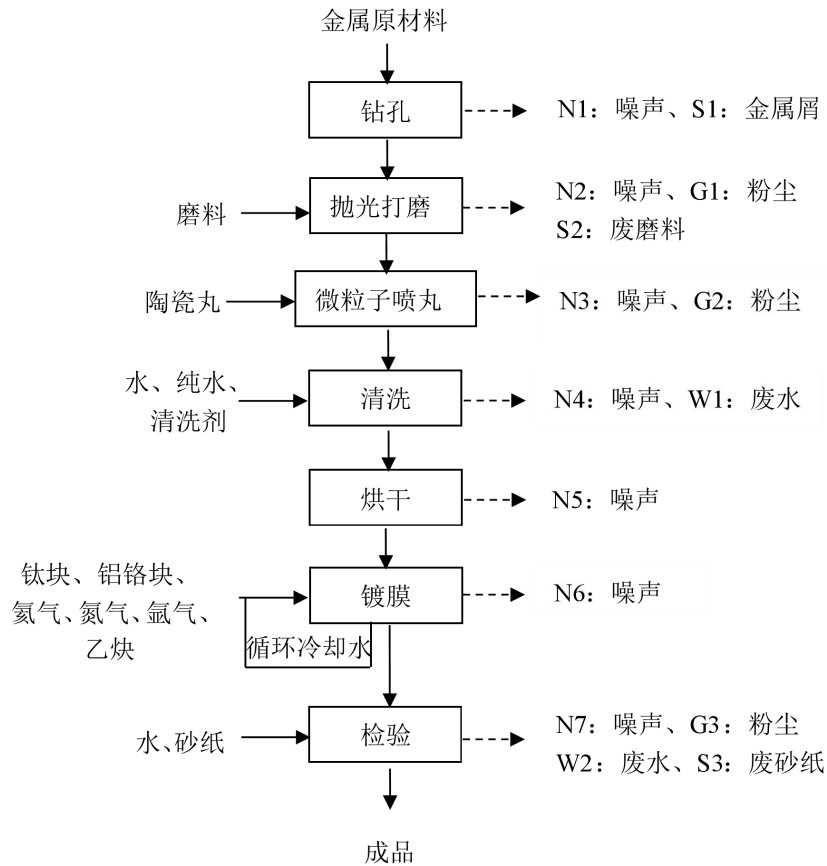 金属原材料
钻孔
N1：噪声、S1：金属屑
磨料
抛光打磨
N2：噪声、G1：粉尘
S2：废磨料
陶瓷丸
微粒子喷丸
N3：噪声、G2：粉尘
水、纯水、
清洗剂
清洗
N4：噪声、W1：废水
烘干
N5：噪声
钛块、铝铬块、
氦气、氮气、氩气、
乙炔
镀膜
N6：噪声
循环冷却水
水、砂纸
检验
N7：噪声、G3：粉尘
W2：废水、S3：废砂纸
成品